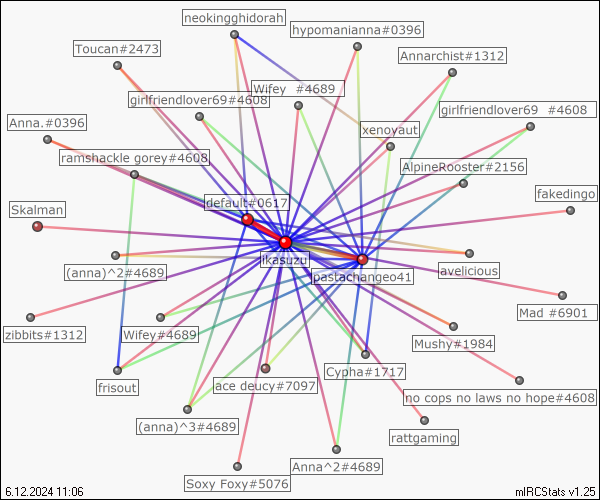 neokingghidorah
hypomanianna#0396
Toucan#2473
Annarchist#1312
Wifey #4689
girlfriendlover69#4608
girlfriendlover69 #4608
Anna.#0396
xenoyaut
ramshackle gorey#4608
AlpineRooster#2156
fakedingo
default#0617
Skalman
jikasuzu
(anna)^2#4689
pastachangeo41
lavelicious
Mad #6901
zibbits#1312
Wifey#4689
Mushy#1984
Cypha#1717
frisout
ace deucy#7097
no cops no laws no hope#4608
(anna)^3#4689
rattgaming
Anna^2#4689
Soxy Foxy#5076
6.12.2024 11:06
mIRCStats v1.25